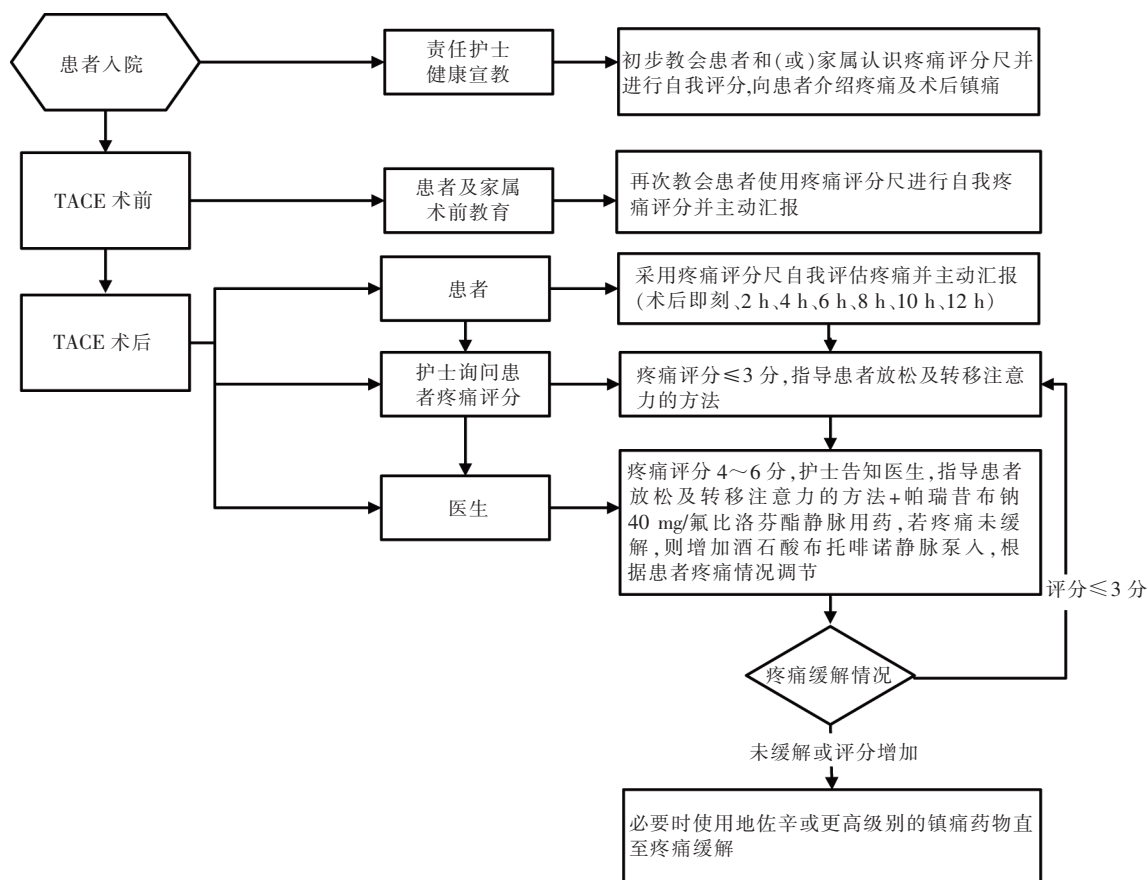 患者入院
责任护士
健康宣教
初步教会患者和(或)家属认识疼痛评分尺并
进行自我评分,向患者介绍疼痛及术后镇痛
TACE 术前
患者及家属
术前教育
再次教会患者使用疼痛评分尺进行自我疼
痛评分并主动汇报
TACE 术后
患者
采用疼痛评分尺自我评估疼痛并主动汇报
(术后即刻、2 h、4 h、6 h、8 h、10 h、12 h)
护士询问患
者疼痛评分
疼痛评分≤3 分,指导患者放松及转移注意
力的方法
医生
疼痛评分 4～6 分,护士告知医生,指导患者
放松及转移注意力的方法+帕瑞昔布钠
40 mg/氟比洛芬酯静脉用药,若疼痛未缓
解,则增加酒石酸布托啡诺静脉泵入,根
据患者疼痛情况调节
评分≤3 分
疼痛缓解情况
未缓解或评分增加
必要时使用地佐辛或更高级别的镇痛药物直
至疼痛缓解